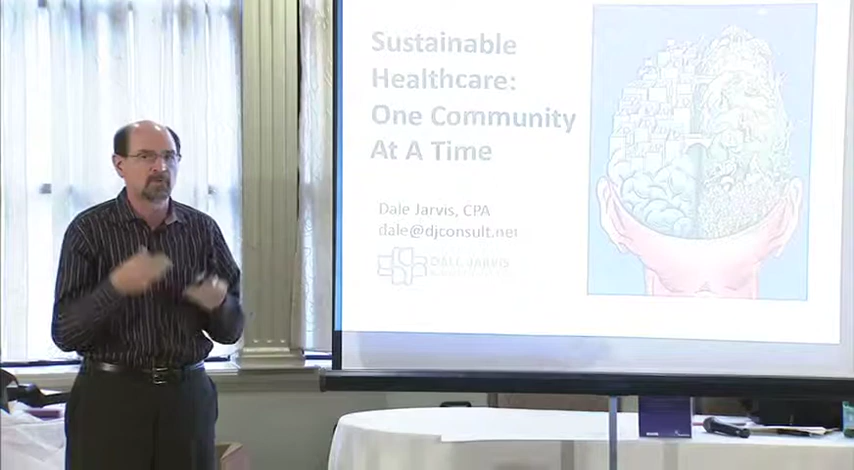 Sustainable
Healthcare:
One Community
At A Time
Dale Jarvis, CPA
dale@djconsult.net
DALE JARVIS